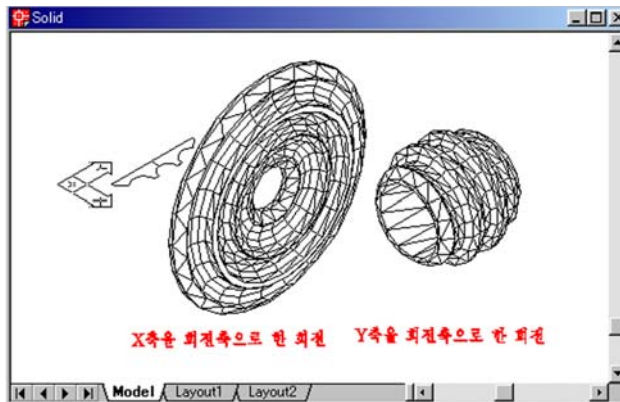 Solid
X축을 회전축으로 한 회전
Y축을 회전축으로 한 회전
Model
Layout1
Layout2